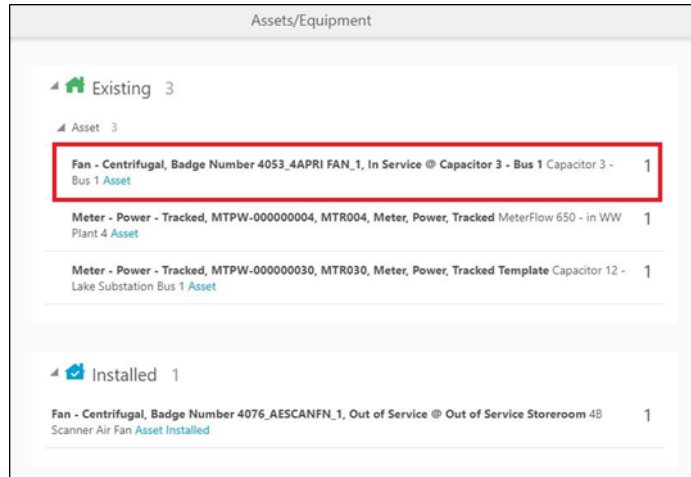 Assets/Equipment
Existing 3
Asset 3
Fan - Centrifugal, Badge Number 4053_4APRI FAN_1, In Service @ Capacitor 3 - Bus 1 Capacitor 3 - 1
Bus 1 Asset
Meter - Power - Tracked, MTPW-000000004, MTR004, Meter, Power, Tracked MeterFlow 650 - in WW 1
Plant 4 Asset
Meter - Power - Tracked, MTPW-000000030, MTR030, Meter, Power, Tracked Template Capacitor 12 - 1
Lake Substation Bus 1 Asset
Installed 1
Fan - Centrifugal, Badge Number 4076_AESCANFN_1, Out of Service @ Out of Service Storeroom 4B 1
Scanner Air Fan Asset Installed